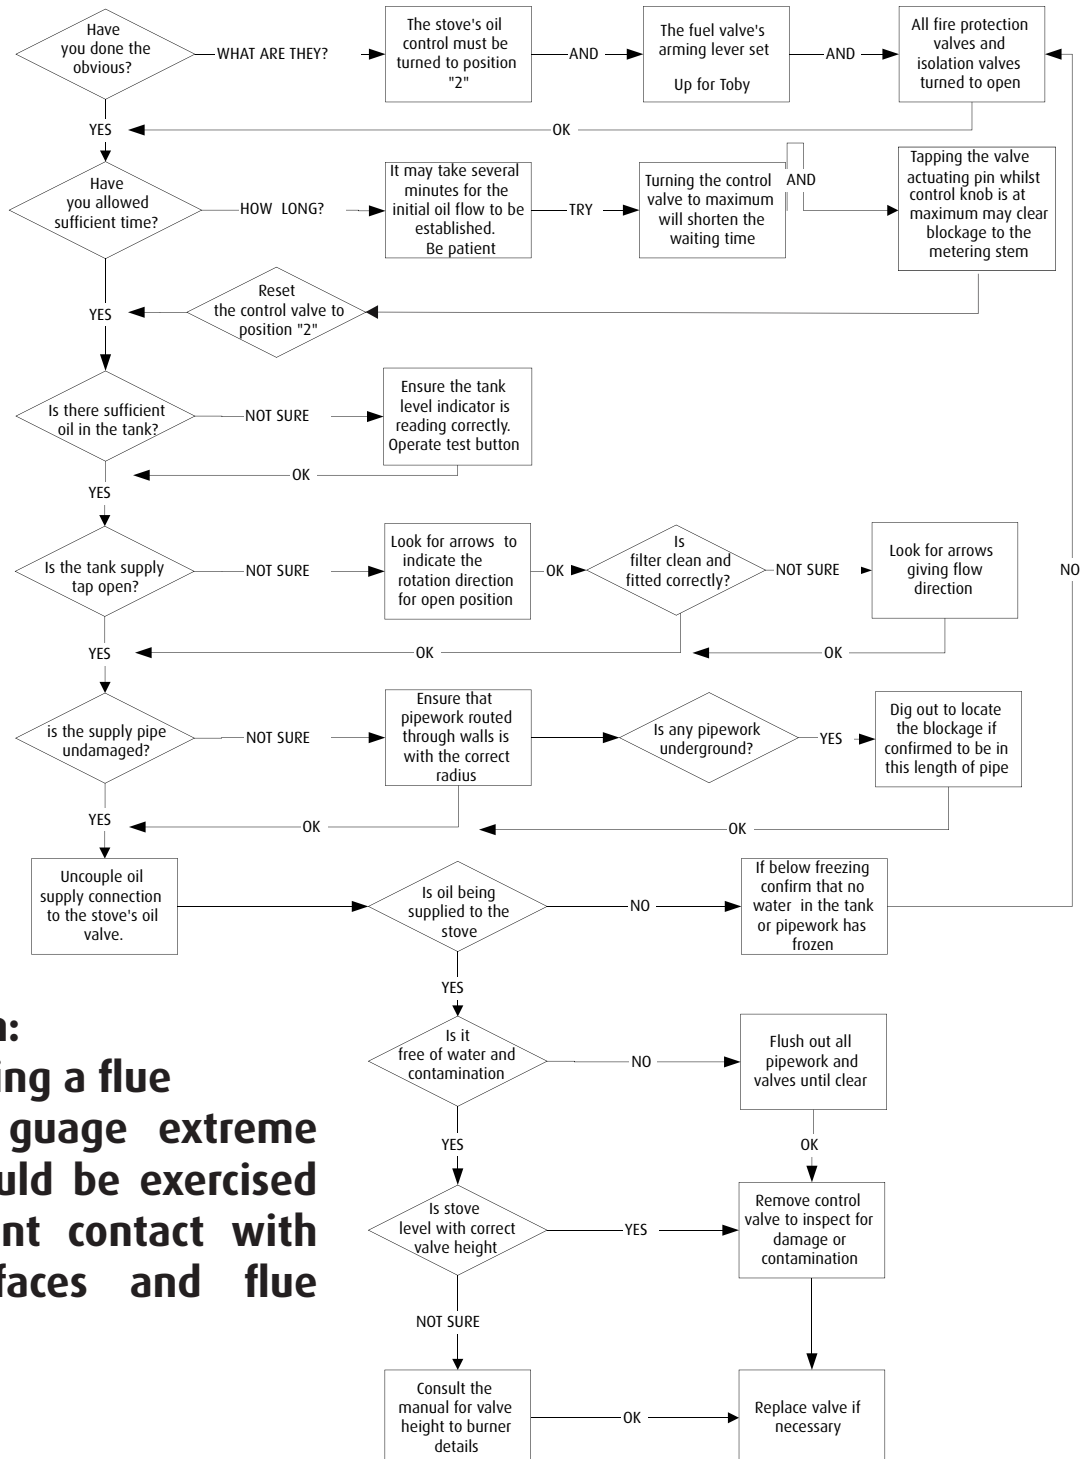 Have
you done the
obvious?
WHAT ARE THEY?
The stove's oil
control must be
turned to position
"2"
AND
The fuel valve's
arming lever set
Up for Toby
AND
All fire protection
valves and
isolation valves
turned to open
YES
OK
Have
you allowed
sufficient time?
HOW LONG?
It may take several
minutes for the
initial oil flow to be
established.
Be patient
TRY
Turning the control
valve to maximum
will shorten the
waiting time
AND
Tapping the valve
actuating pin whilst
control knob is at
maximum may clear
blockage to the
metering stem
YES
Reset
the control valve to
position "2"
Is there sufficient
oil in the tank?
NOT SURE
Ensure the tank
level indicator is
reading correctly.
Operate test button
OK
YES
Is the tank supply
tap open?
NOT SURE
Look for arrows to
indicate the
rotation direction
for open position
OK
Is
filter clean and
fitted correctly?
NOT SURE
Look for arrows
giving flow
direction
NO
YES
OK
OK
is the supply pipe
undamaged?
NOT SURE
Ensure that
pipework routed
through walls is
with the correct
radius
Is any pipework
underground?
YES
Dig out to locate
the blockage if
confirmed to be in
this length of pipe
YES
OK
OK
Uncouple oil
supply connection
to the stove's oil
valve.
Is oil being
supplied to the
stove
NO
If below freezing
confirm that no
water in the tank
or pipework has
frozen
YES
Is it
free of water and
contamination
NO
Flush out all
pipework and
valves until clear
YES
OK
Is stove
level with correct
valve height
YES
Remove control
valve to inspect for
damage or
contamination
NOT SURE
Consult the
manual for valve
height to burner
details
OK
Replace valve if
necessary
ing a flue
guage extreme
uld be exercised
nt contact with
faces and flue